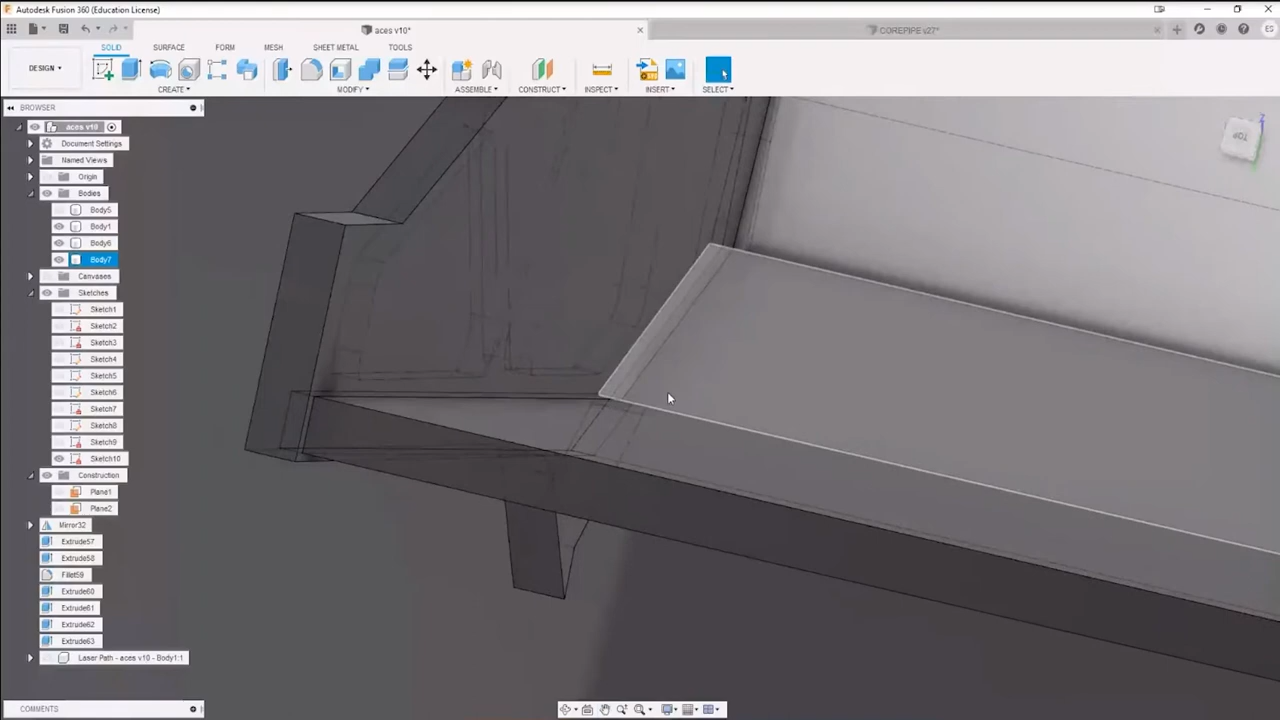 Autodesk Fusion 360 (Education License)
aces v10*
COREPIPE v27*
ES
SOLID
SURFACE
FORM
MESH
SHEET METAL
TOOLS
DESIGN
CREATE
MODIFY
ASSEMBLE
CONSTRUCT
INSPECT
INSERT
SELECT
BROWSER
aces v10
Document Settings
Named Views
Origin
Bodies
Body5
Body1
Body6
Body7
Canvases
Sketches
Sketch1
Sketch2
Sketch3
Sketch4
Sketch5
Sketch6
Sketch7
Sketch8
Sketch9
Sketch10
Construction
Plane1
Plane2
Mirror32
Extrude57
Extrude58
Fillet59
Extrude60
Extrude61
Extrude62
Extrude63
Laser Path - aces v10 - Body1:1
COMMENTS
TOP
Z